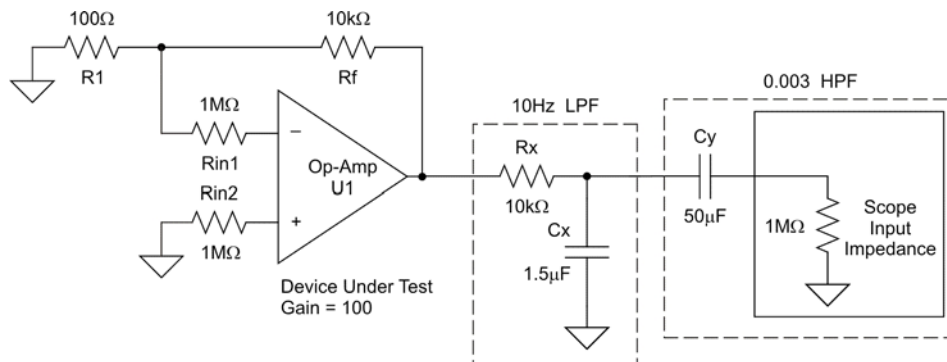 100Ω
R1
10kΩ
Rf
1MΩ
Rin1
Rin2
1MΩ
−
+
Op-Amp
U1
Device Under Test
Gain = 100
10Hz LPF
Rx
10kΩ
Cx
1.5μF
0.003 HPF
Cy
50μF
1MΩ
Scope
Input
Impedance